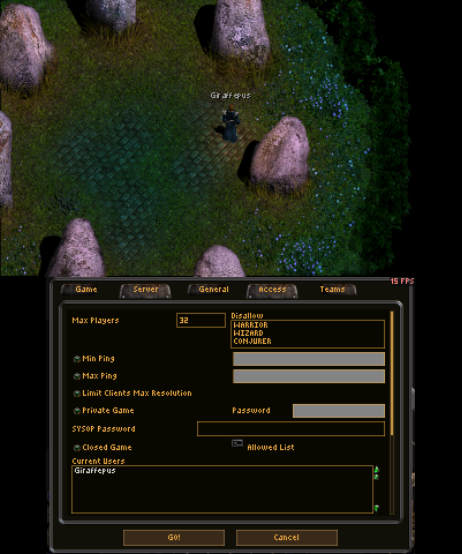 Giraffepus
15 FPS
Game Server General Access Teams
Max Players 32
Disallow
WARRIOR
WIZARD
CONJURER
Min Ping
Max Ping
Limit Clients Max Resolution
Private Game Password
SYSOP Password
Closed Game Allowed List
Current Users
Giraffepus
GO! Cancel